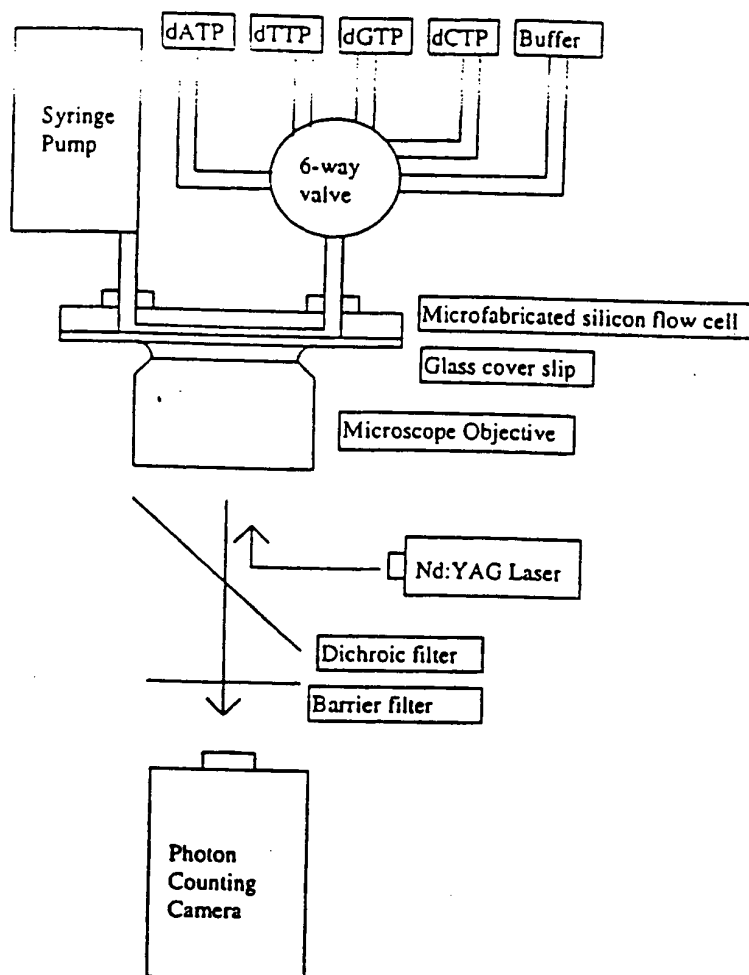 dATP
dTTP
dGTP
dCTP
Buffer
Syringe
Pump
6-way
valve
Microfabricated silicon flow cell
Glass cover slip
Microscope Objective
Nd:YAG Laser
Dichroic filter
Barrier filter
Photon
Counting
Camera